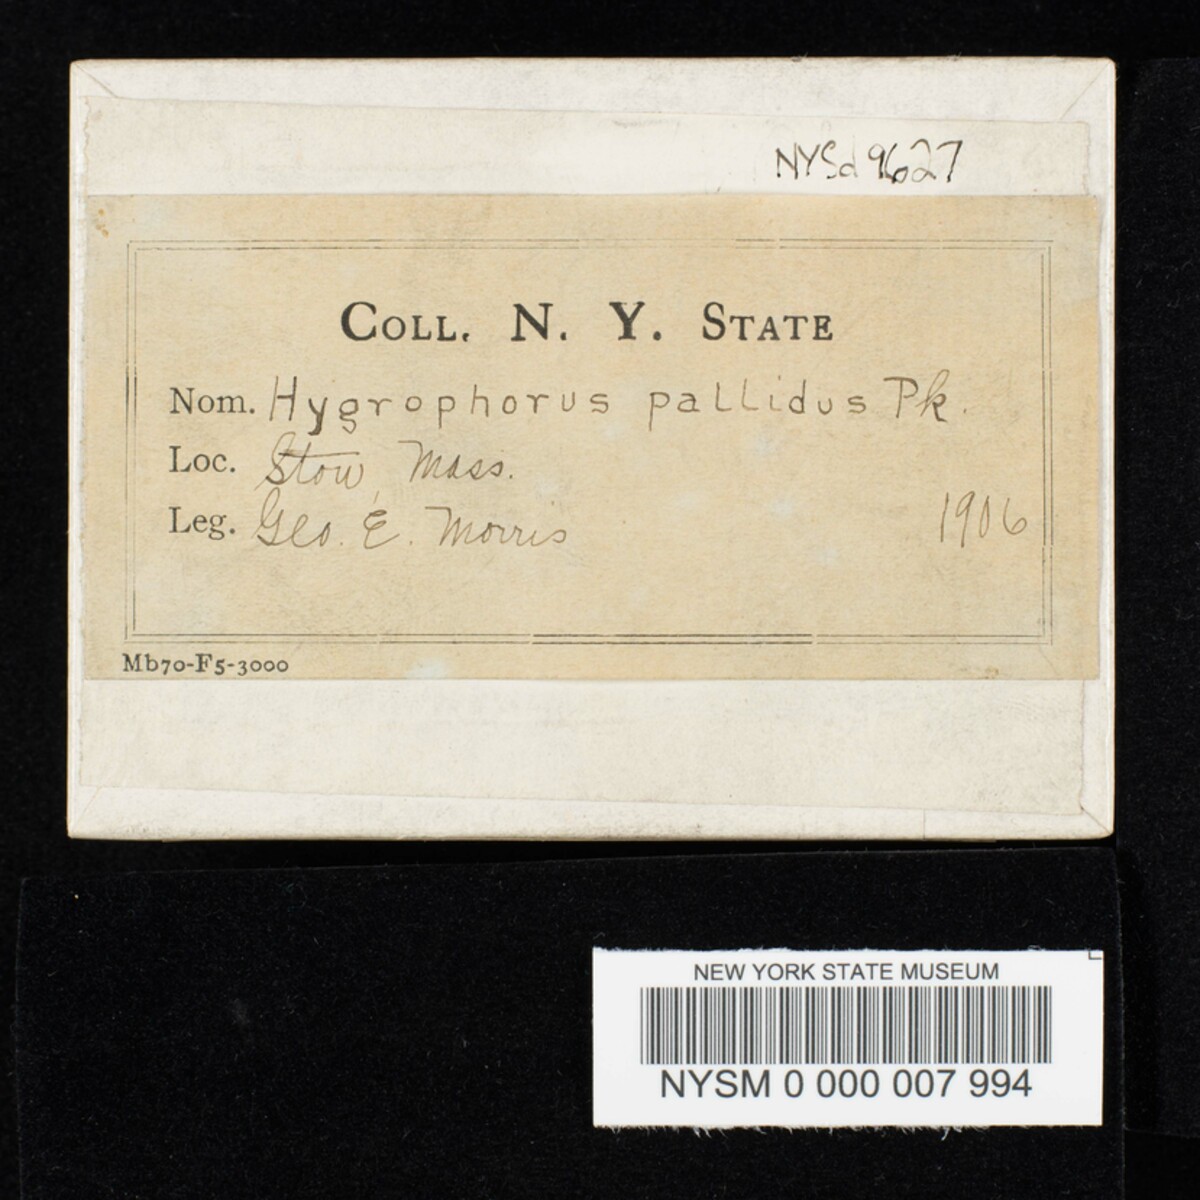 NYSd 9627
COLL. N. Y. STATE
Nom. Hygrophorus pallidus Pk.
Loc. Stow, Mass.
Leg. Geo. E. Morris 1906
Mb70-F5-3000
NEW YORK STATE MUSEUM
NYSM 0 000 007 994